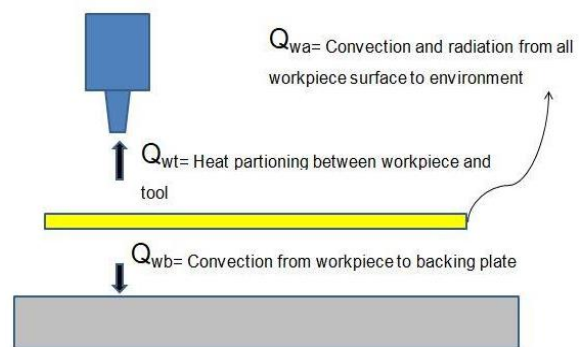 Qwa= Convection and radiation from all
workpiece surface to environment
Qwt= Heat partioning between workpiece and
tool
Qwb= Convection from workpiece to backing plate